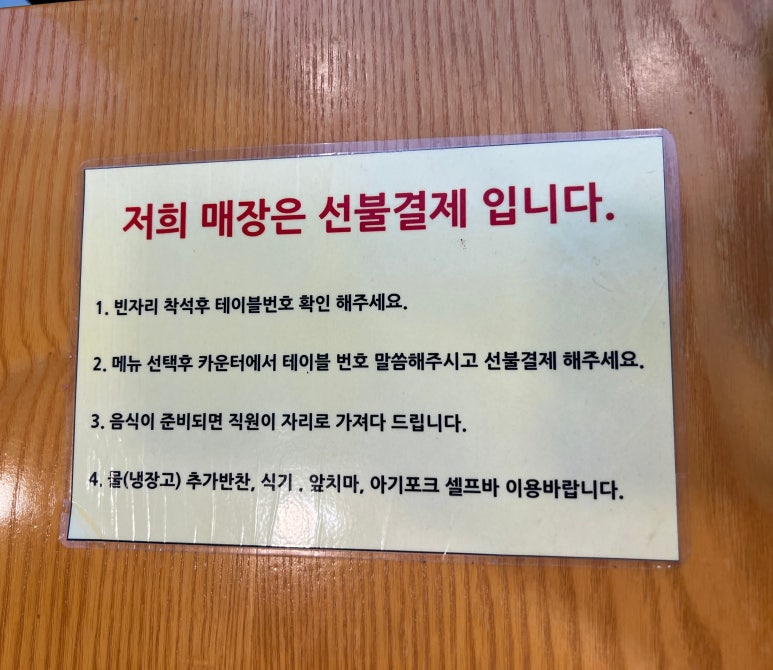 저희 매장은 선불결제 입니다.
1. 빈자리 착석후 테이블번호 확인 해주세요.
2. 메뉴 선택후 카운터에서 테이블 번호 말씀해주시고 선불결제 해주세요.
3. 음식이 준비되면 직원이 자리로 가져다 드립니다.
4. 물(냉장고) 추가반찬, 식기 , 앞치마, 아기포크 셀프바 이용바랍니다.